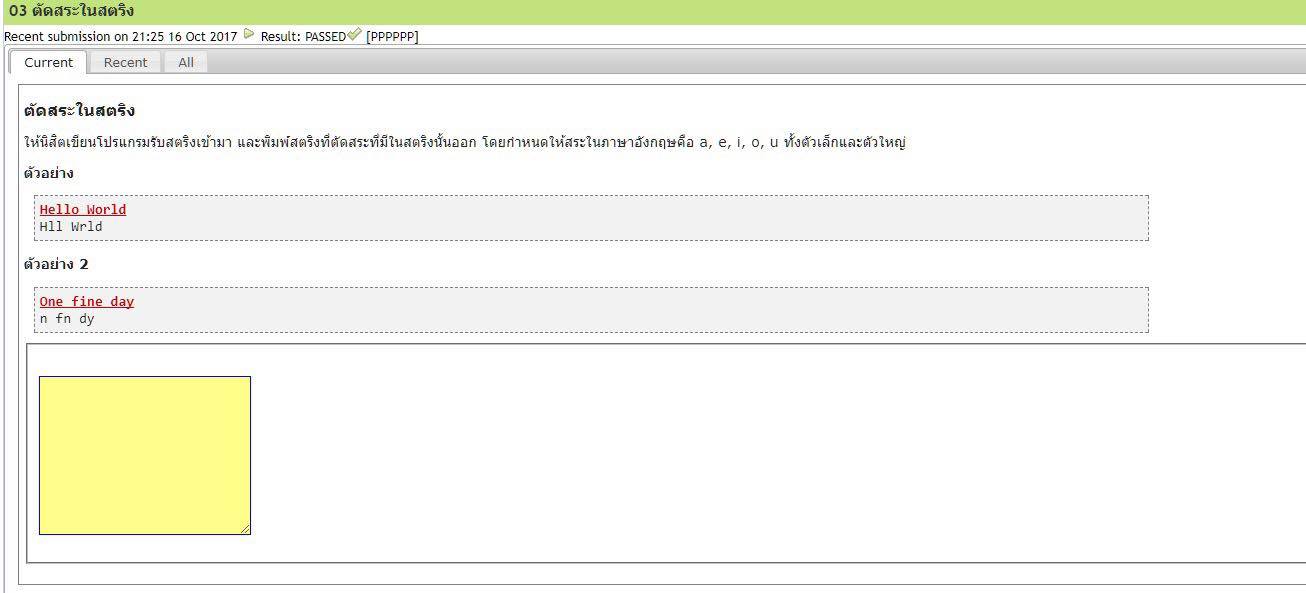 03 ตัดสระในสตริง
Recent submission on 21:25 16 Oct 2017 Result: PASSED [PPPPPP]
Current Recent All
ตัดสระในสตริง
ให้นิสิตเขียนโปรแกรมรับสตริงเข้ามา และพิมพ์สตริงที่ตัดสระที่มีในสตริงนั้นออก โดยกำหนดให้สระในภาษาอังกฤษคือ a, e, i, o, u ทั้งตัวเล็กและตัวใหญ่
ตัวอย่าง
Hello World
Hll Wrld
ตัวอย่าง 2
One fine day
n fn dy